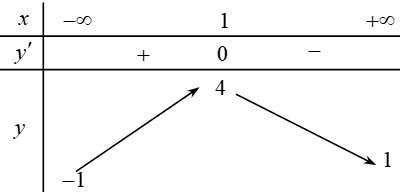 x −∞ 1 +∞
y′ + 0 −
4
y
1
−1